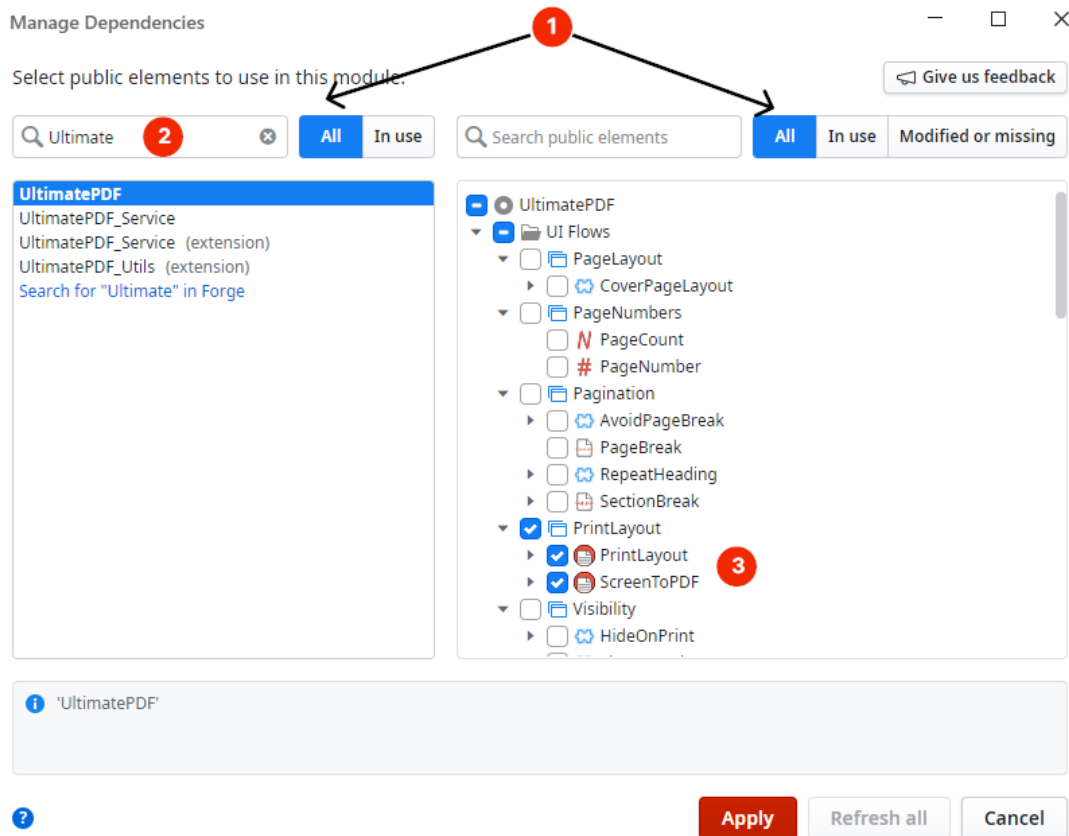 Manage Dependencies
1
Select public elements to use in this module.
Give us feedback
Ultimate
2
All
In use
Search public elements
All
In use
Modified or missing
UltimatePDF
UltimatePDF_Service
UltimatePDF_Service (extension)
UltimatePDF_Utils (extension)
Search for "Ultimate" in Forge
UltimatePDF
UI Flows
PageLayout
CoverPageLayout
PageNumbers
N PageCount
# PageNumber
Pagination
AvoidPageBreak
PageBreak
RepeatHeading
SectionBreak
PrintLayout
PrintLayout
3
ScreenToPDF
Visibility
HideOnPrint
i 'UltimatePDF'
?
Apply
Refresh all
Cancel